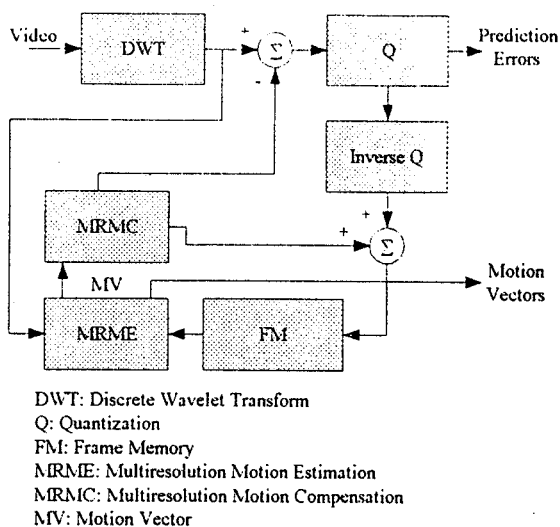 Video
DWT
+
Σ
-
Q
Prediction
Errors
Inverse Q
MRMC
+
+
Σ
MV
Motion
Vectors
MRME
FM
DWT: Discrete Wavelet Transform
Q: Quantization
FM: Frame Memory
MRME: Multiresolution Motion Estimation
MRMC: Multiresolution Motion Compensation
MV: Motion Vector